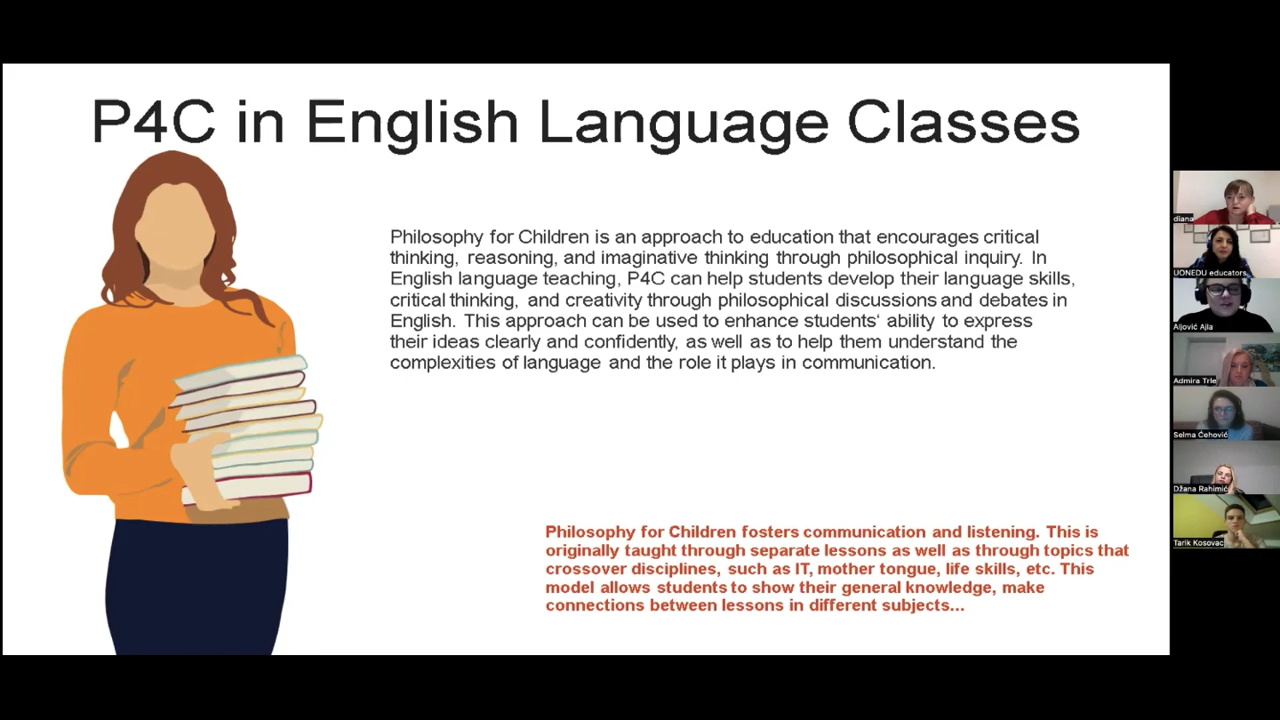 P4C in English Language Classes
Philosophy for Children is an approach to education that encourages critical
thinking, reasoning, and imaginative thinking through philosophical inquiry. In
English language teaching, P4C can help students develop their language skills,
critical thinking, and creativity through philosophical discussions and debates in
English. This approach can be used to enhance students‘ ability to express
their ideas clearly and confidently, as well as to help them understand the
complexities of language and the role it plays in communication.
Philosophy for Children fosters communication and listening. This is
originally taught through separate lessons as well as through topics that
crossover disciplines, such as IT, mother tongue, life skills, etc. This
model allows students to show their general knowledge, make
connections between lessons in different subjects...
diana
UONEDU educators
Aljović Ajla
Admira Trle
Selma Čehović
Džana Rahimić
Tarik Kosovac